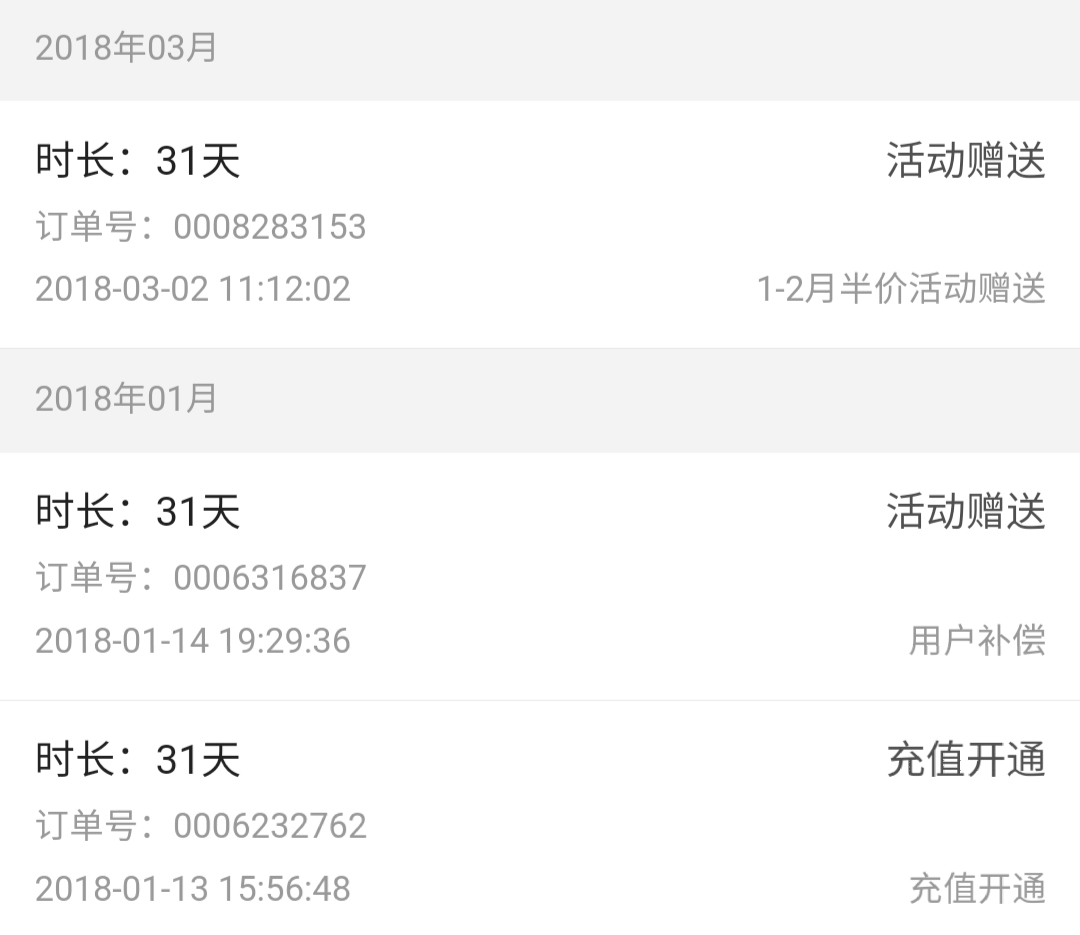 2018年03月
时长：31天 活动赠送
订单号：0008283153
2018-03-02 11:12:02 1-2月半价活动赠送
2018年01月
时长：31天 活动赠送
订单号：0006316837
2018-01-14 19:29:36 用户补偿
时长：31天 充值开通
订单号：0006232762
2018-01-13 15:56:48 充值开通